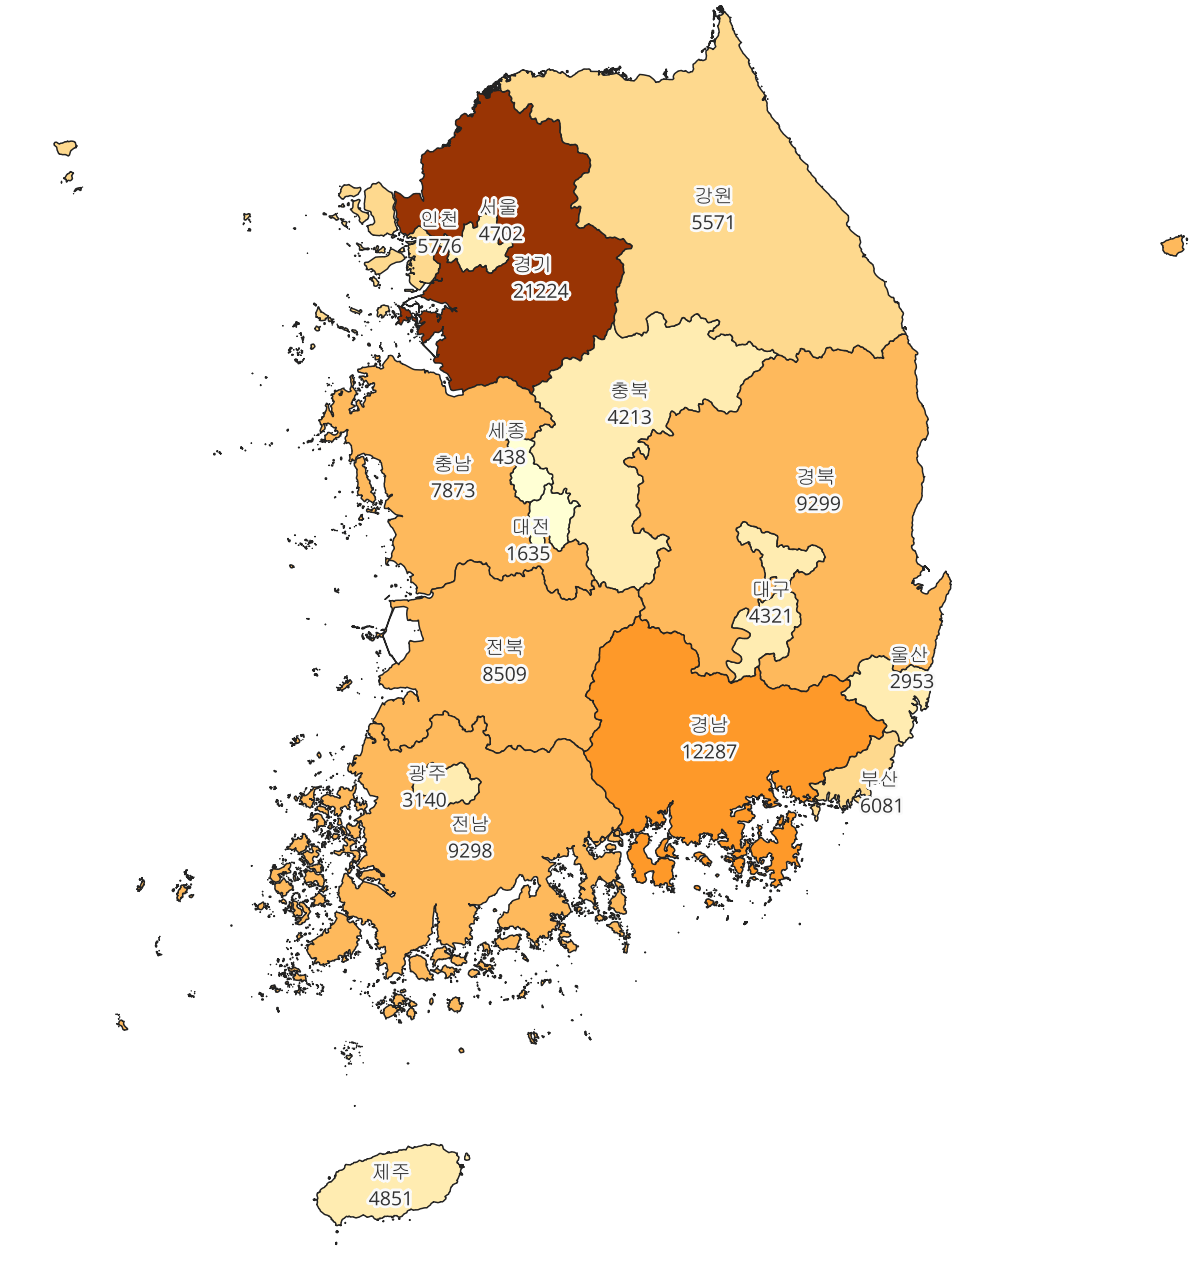 강원
5571
서울
4702
인천
5776
경기
21224
충북
4213
세종
438
충남
7873
경북
9299
대전
1635
대구
4321
전북
8509
울산
2953
경남
12287
광주
3140
부산
6081
전남
9298
제주
4851